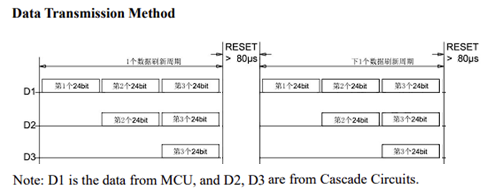 Data Transmission Method
RESET RESET
1个数据刷新周期 > 80μs 下1个数据刷新周期 > 80μs
D1 第1个24bit 第2个24bit 第3个24bit 第1个24bit 第2个24bit 第3个24bit
D2 第2个24bit 第3个24bit 第2个24bit 第3个24bit
D3 第3个24bit 第3个24bit
Note: D1 is the data from MCU, and D2, D3 are from Cascade Circuits.